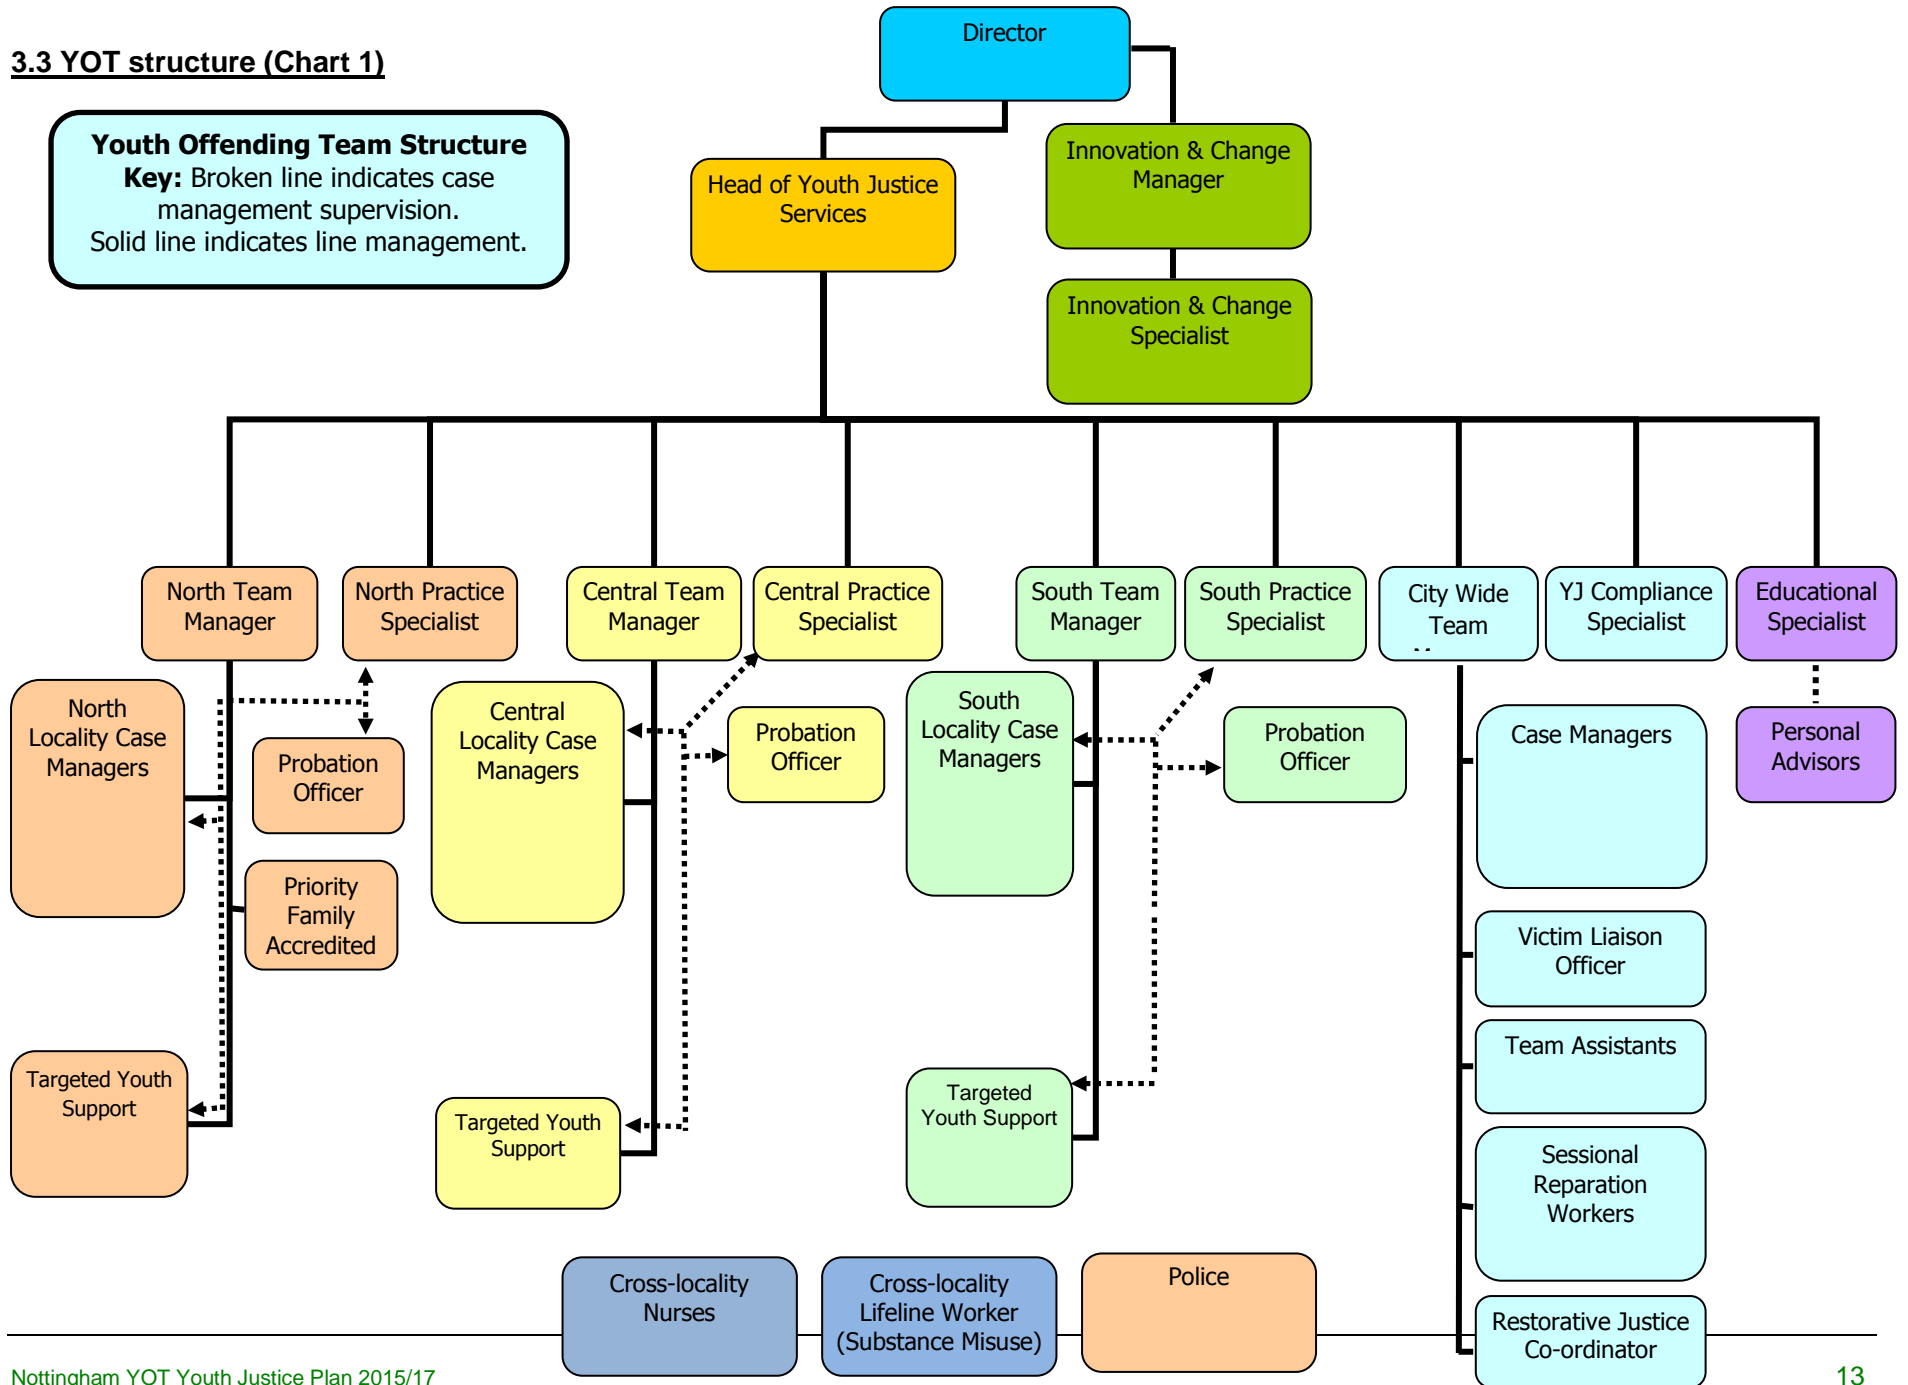 3.3 YOT structure (Chart 1)
Director
Youth Offending Team Structure
Key: Broken line indicates case
management supervision.
Solid line indicates line management.
Head of Youth Justice
Services
Innovation & Change
Manager
Innovation & Change
Specialist
North Team
Manager
North Practice
Specialist
Central Team
Manager
Central Practice
Specialist
South Team
Manager
South Practice
Specialist
City Wide
Team
YJ Compliance
Specialist
Educational
Specialist
North
Locality Case
Managers
Probation
Officer
Priority
Family
Accredited
Targeted Youth
Support
Central
Locality Case
Managers
Probation
Officer
Targeted Youth
Support
South
Locality Case
Managers
Probation
Officer
Targeted
Youth Support
Case Managers
Victim Liaison
Officer
Team Assistants
Sessional
Reparation
Workers
Restorative Justice
Co-ordinator
Personal
Advisors
Cross-locality
Nurses
Cross-locality
Lifeline Worker
(Substance Misuse)
Police
Nottingham YOT Youth Justice Plan 2015/17
13